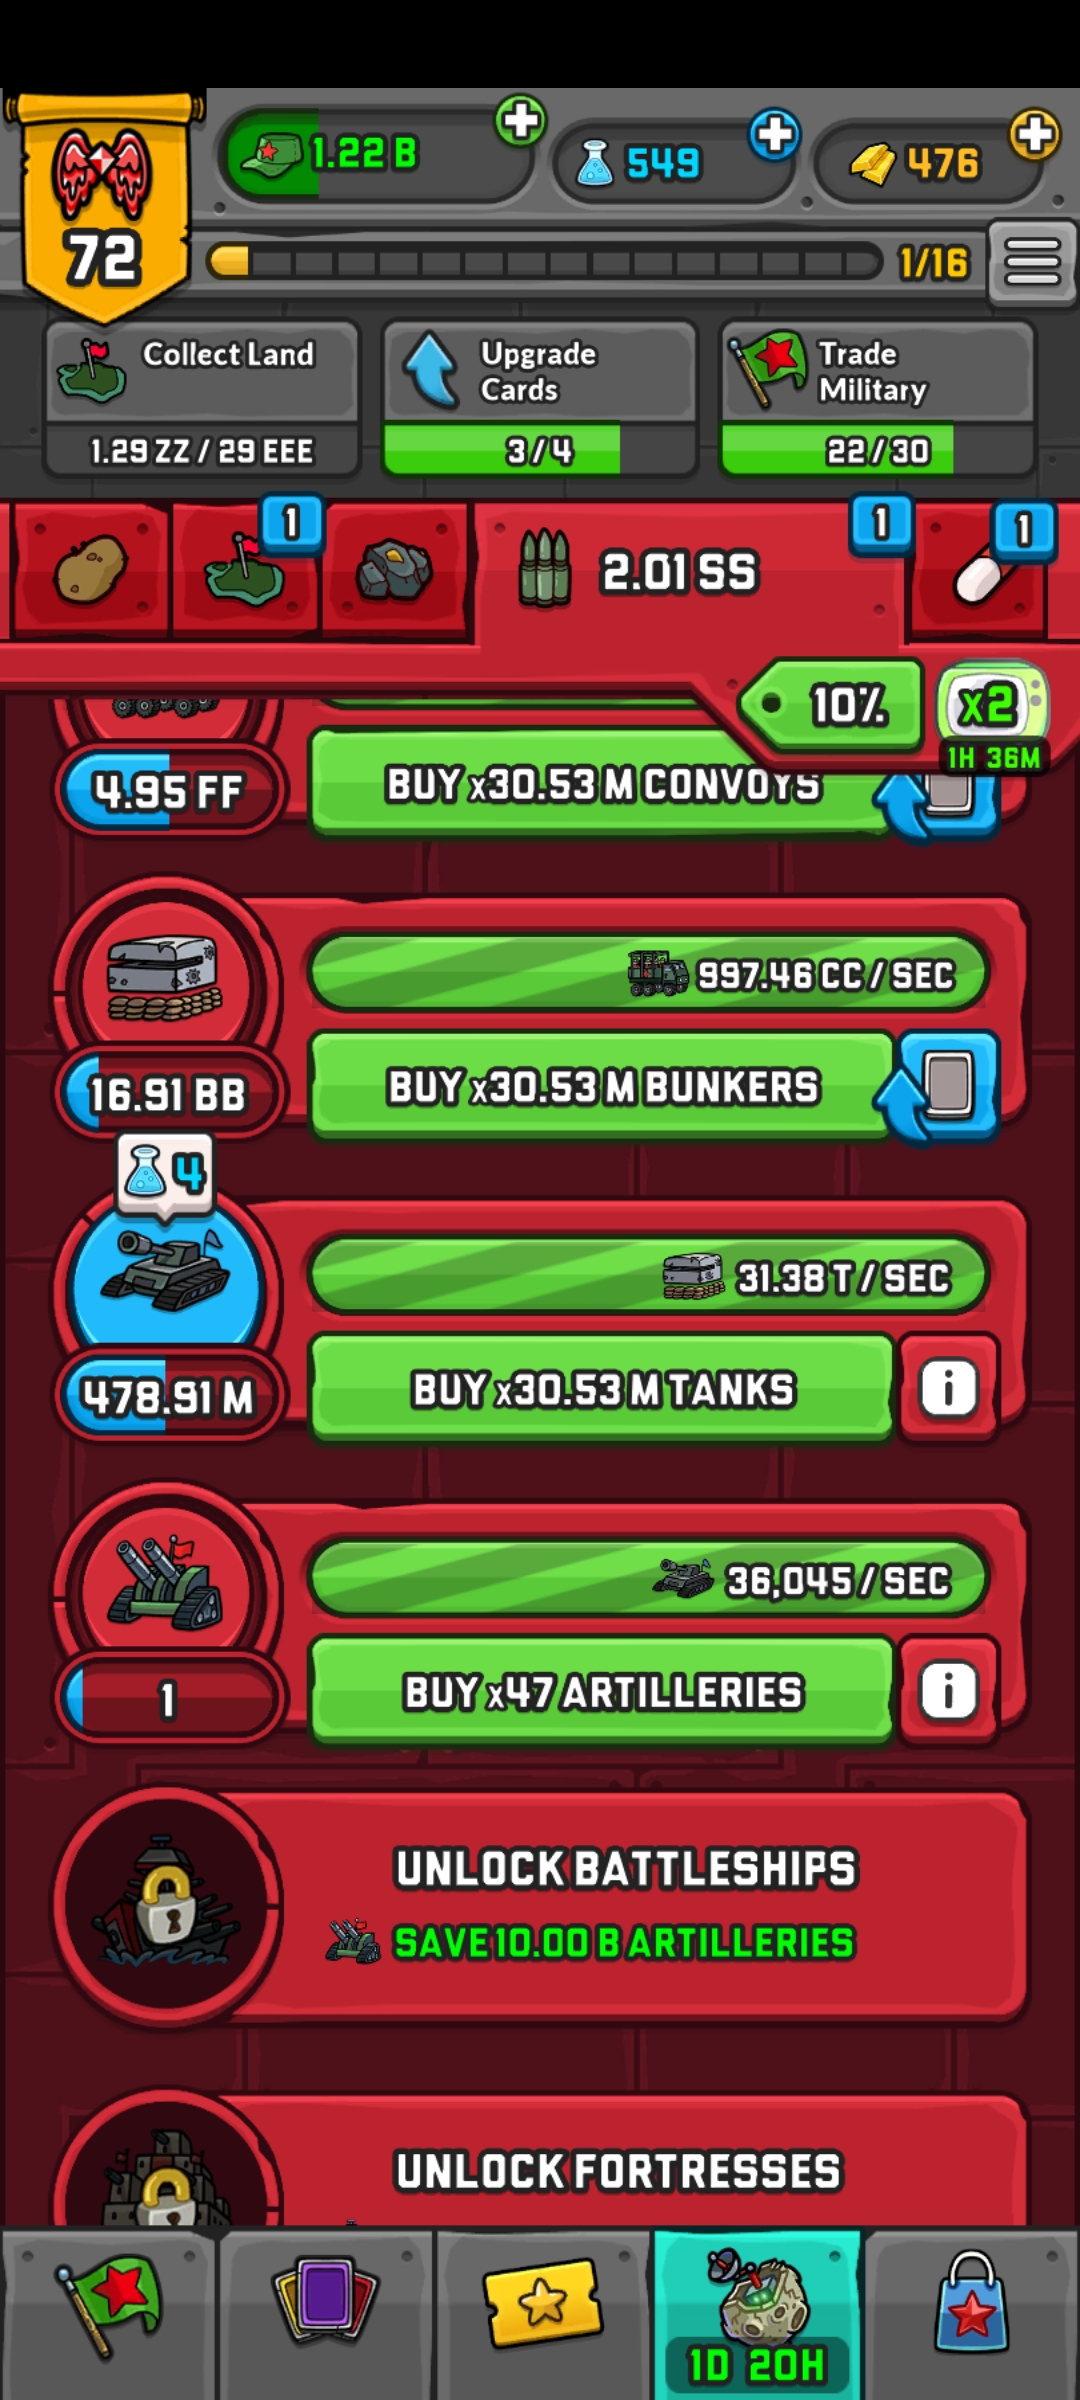 1.22 B
549
476
72
1/16
Collect Land
1.29 ZZ / 29 EEE
Upgrade
Cards
3/4
Trade
Military
22/30
1
2.01 SS
1
1
10%
x2
1H 36M
4.95 FF
BUY x30.53 M CONVOYS
997.46 CC / SEC
16.91 BB
BUY x30.53 M BUNKERS
4
31.38 T / SEC
478.91 M
BUY x30.53 M TANKS
i
36,045 / SEC
1
BUY x47 ARTILLERIES
i
UNLOCK BATTLESHIPS
SAVE 10.00 B ARTILLERIES
UNLOCK FORTRESSES
1D 20H